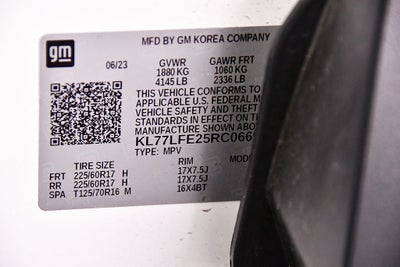 gm
MFD BY GM KOREA COMPANY
06/23
GVWR GAWR FRT
1880 KG 1060 KG
4145 LB 2336 LB
THIS VEHICLE CONFORMS TO
APPLICABLE U.S. FEDERAL M
VEHICLE SAFETY AND THEFT
STANDARDS IN EFFECT ON
MANUFACTURE SHOWN ABOV
KL77LFE25RC066
TYPE: MPV
TIRE SIZE RIM
FRT 225/60R17 H 17X7.5J
RR 225/60R17 H 17X7.5J
SPA T125/70R16 M 16X4BT